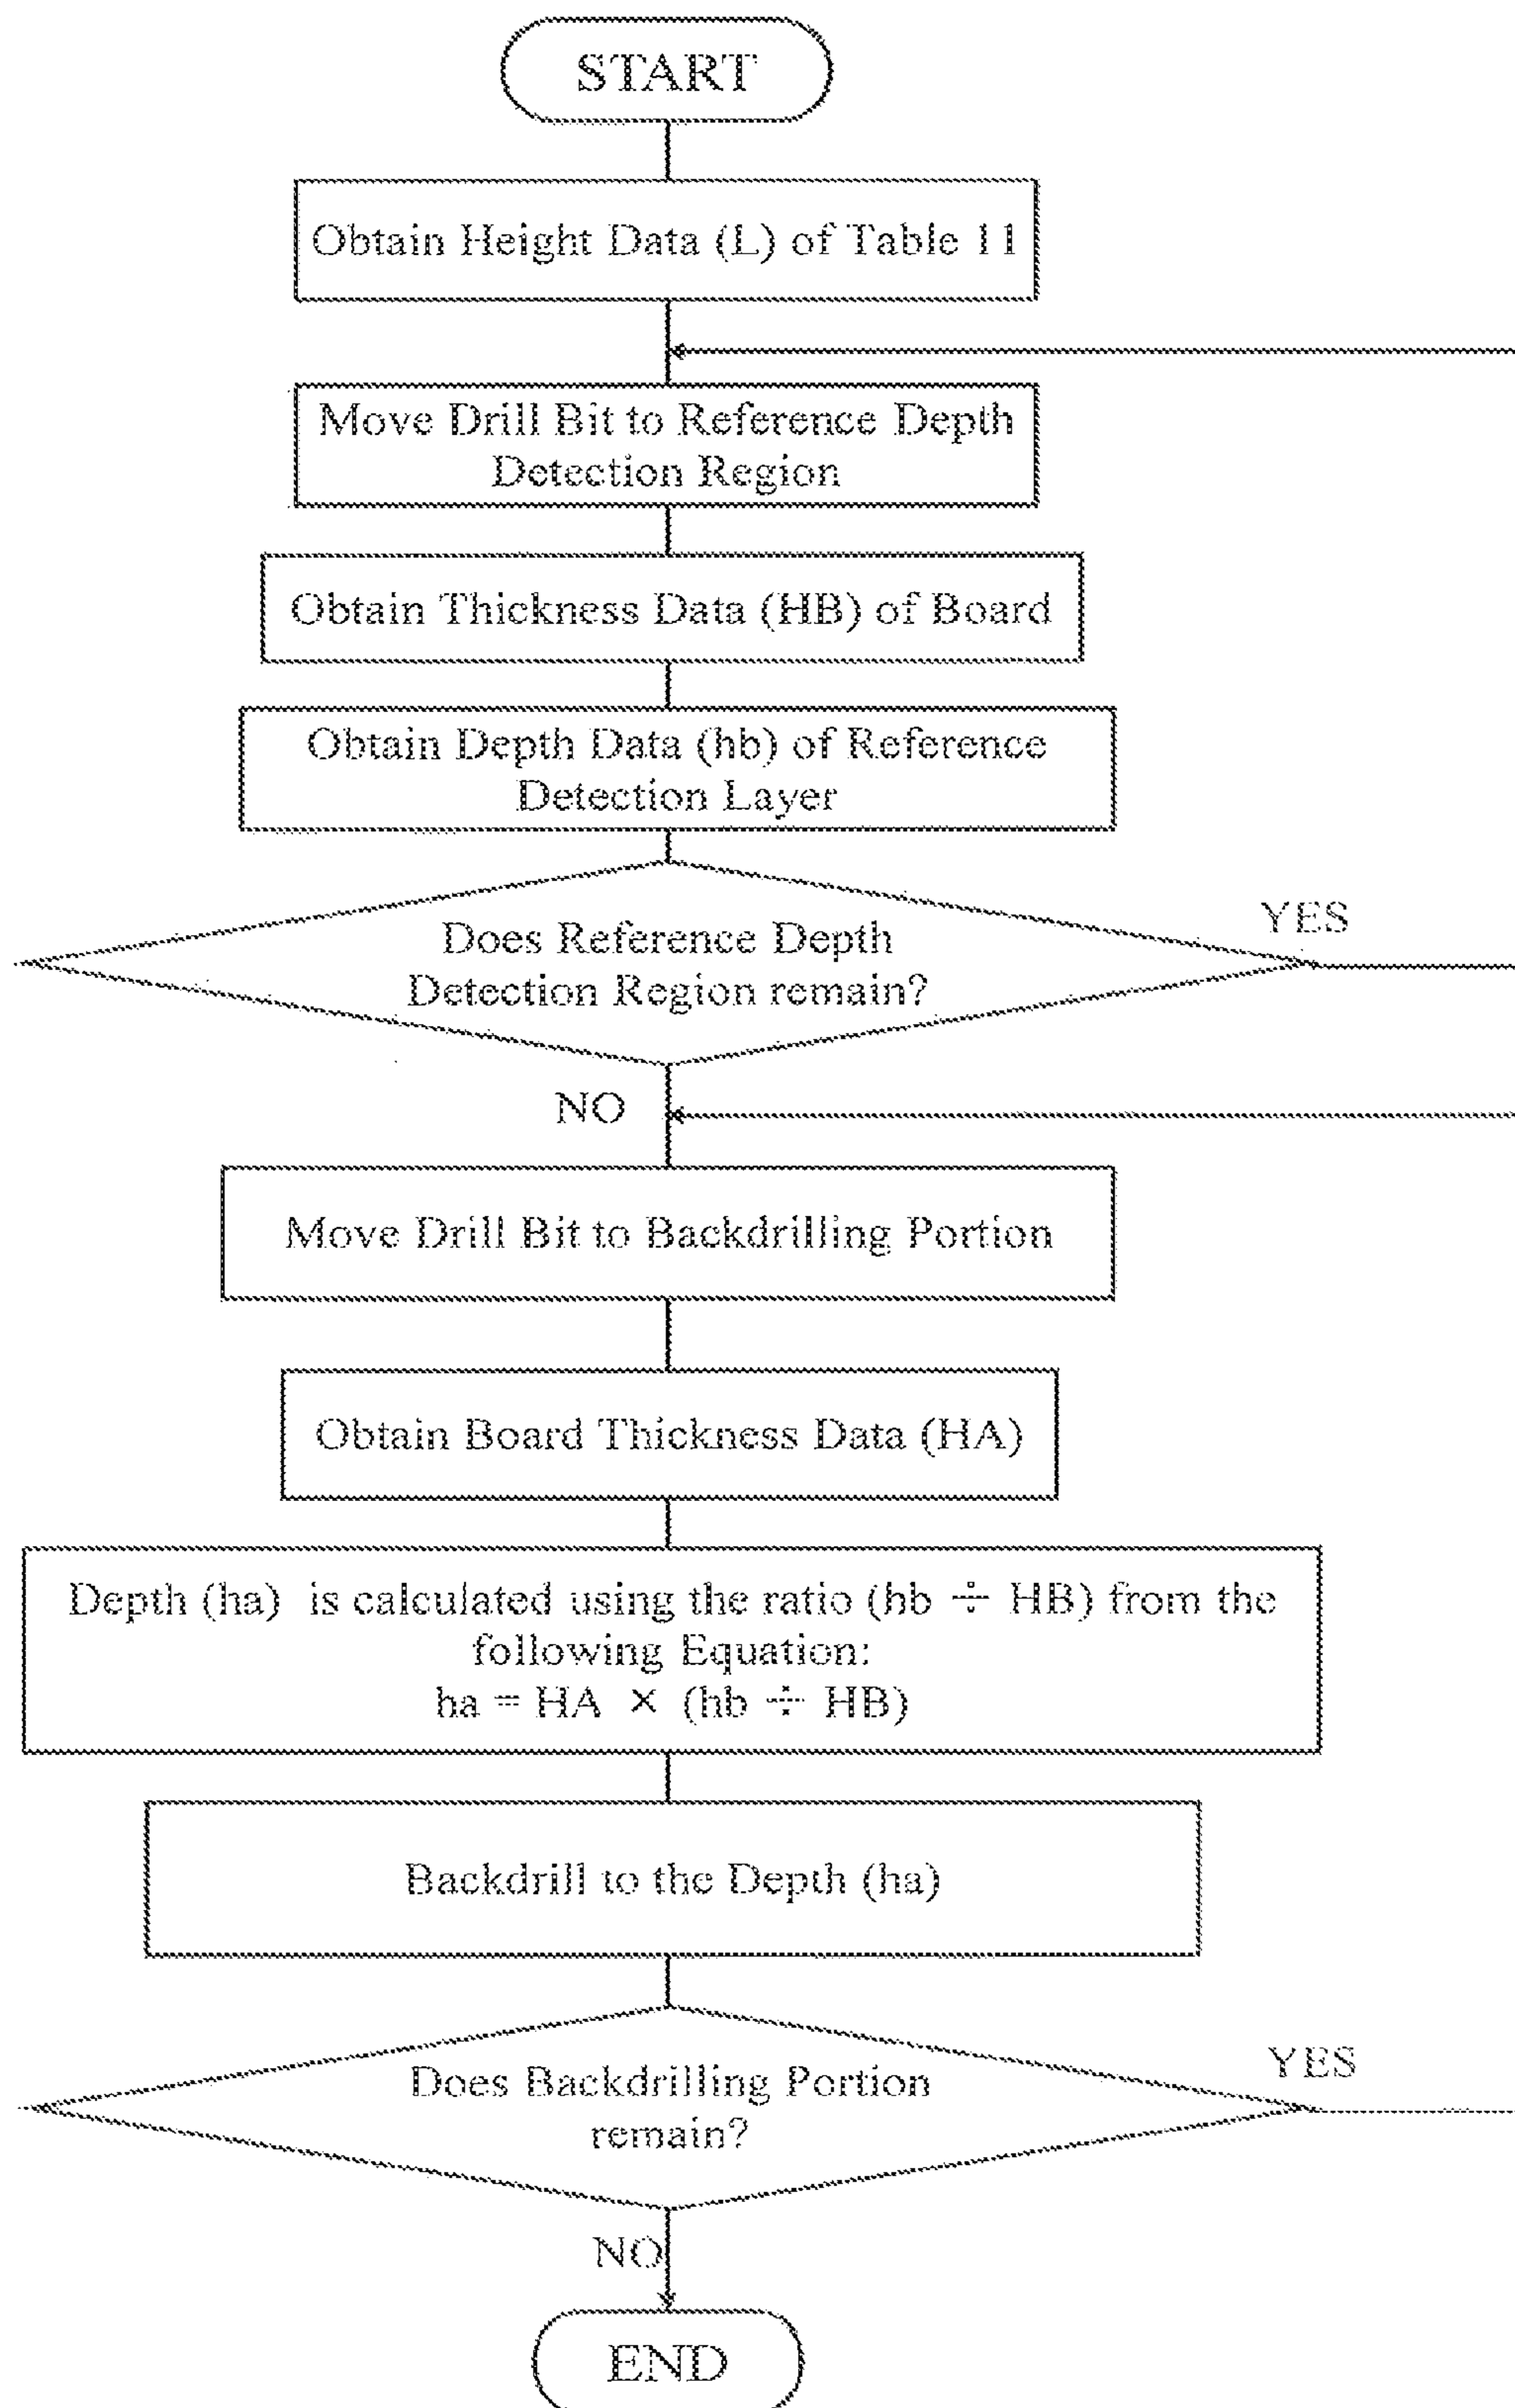 START
Obtain Height Data (L) of Table 11
Move Drill Bit to Reference Depth
Detection Region
Obtain Thickness Data (HB) of Board
Obtain Depth Data (hb) of Reference
Detection Layer
Does Reference Depth
Detection Region remain?
YES
NO
Move Drill Bit to Backdrilling Portion
Obtain Board Thickness Data (HA)
Depth (ha) is calculated using the ratio (hb ÷ HB) from the
following Equation:
ha = HA × (hb ÷ HB)
Backdrill to the Depth (ha)
Does Backdrilling Portion
remain?
YES
NO
END